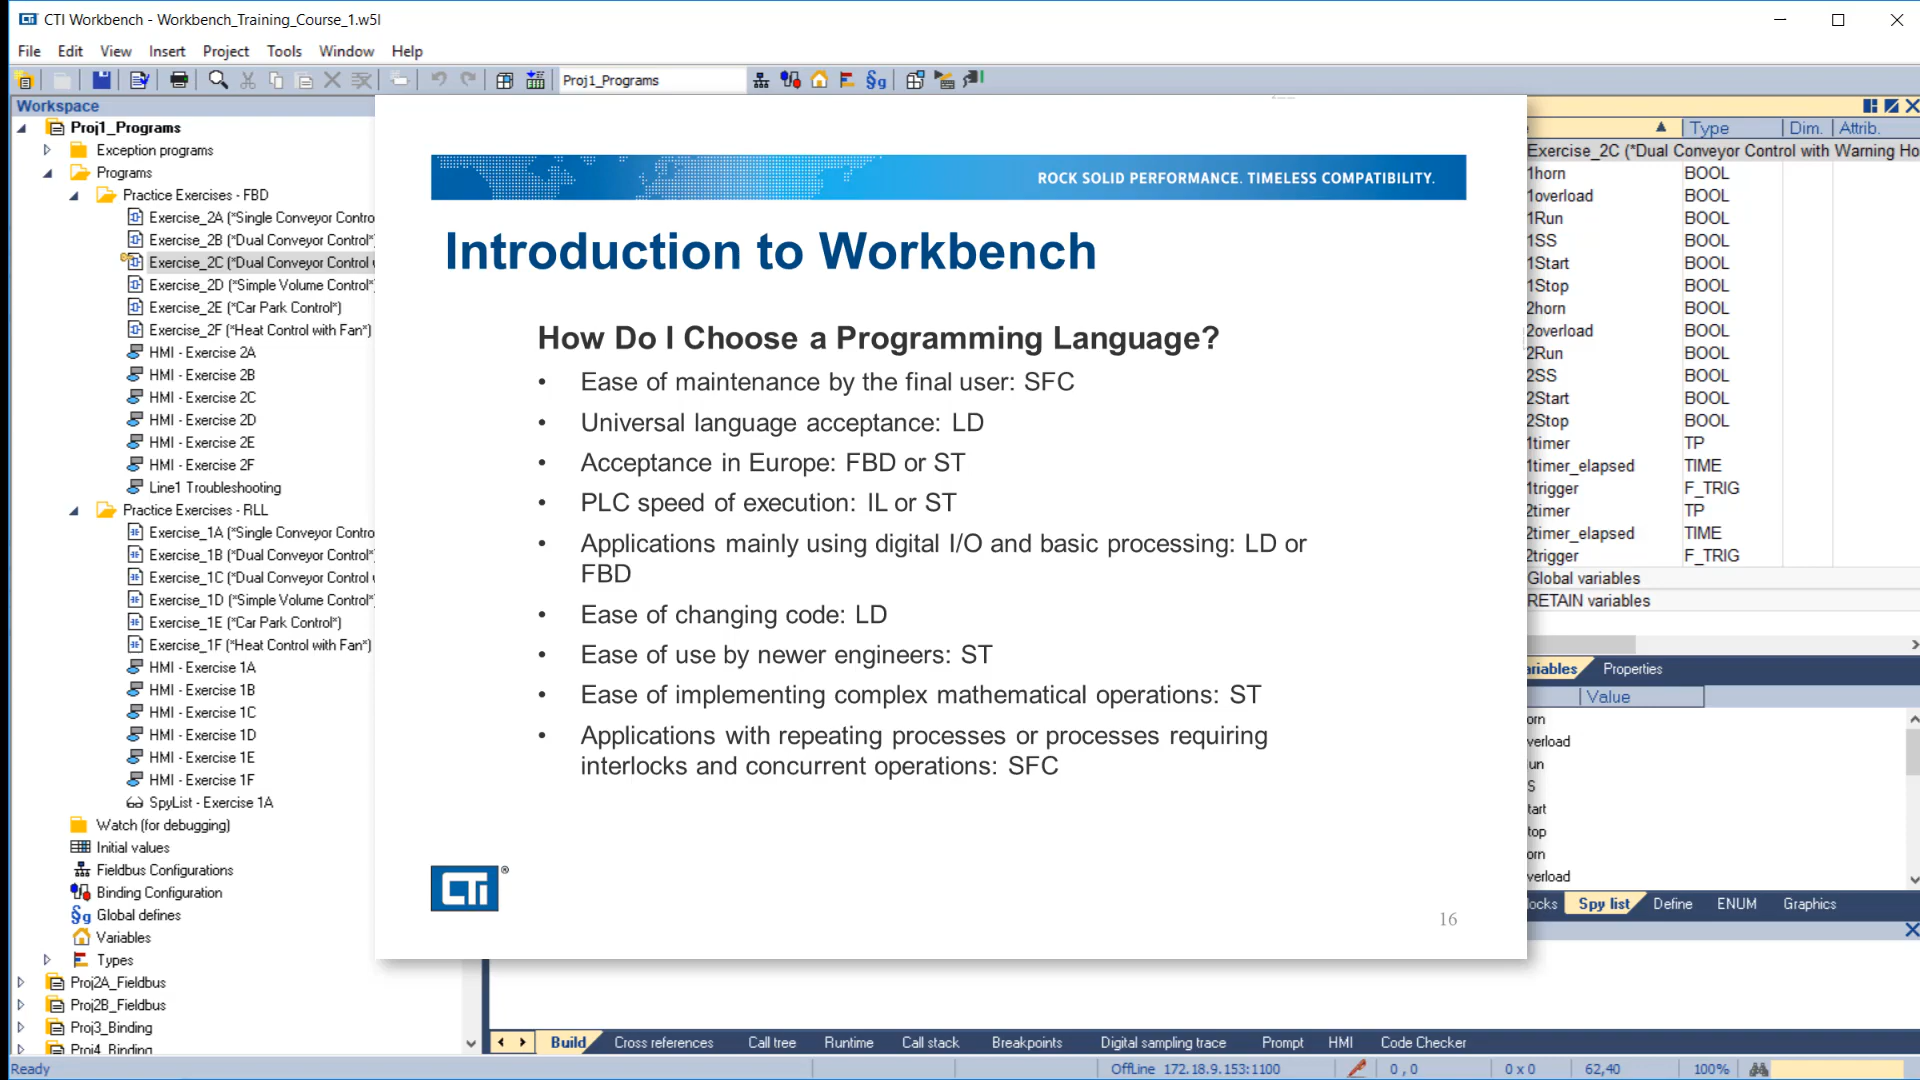 CTI Workbench - Workbench_Training_Course_1.w5l
File Edit View Insert Project Tools Window Help
Proj1_Programs
Workspace
Proj1_Programs
Exception programs
Programs
Practice Exercises - FBD
Exercise_2A (*Single Conveyor Contro
Exercise_2B (*Dual Conveyor Control*
Exercise_2C (*Dual Conveyor Control
Exercise_2D (*Simple Volume Control*
Exercise_2E (*Car Park Control*)
Exercise_2F (*Heat Control with Fan*)
HMI - Exercise 2A
HMI - Exercise 2B
HMI - Exercise 2C
HMI - Exercise 2D
HMI - Exercise 2E
HMI - Exercise 2F
Line1 Troubleshooting
Practice Exercises - RLL
Exercise_1A (*Single Conveyor Contro
Exercise_1B (*Dual Conveyor Control*
Exercise_1C (*Dual Conveyor Control
Exercise_1D (*Simple Volume Control*
Exercise_1E (*Car Park Control*)
Exercise_1F (*Heat Control with Fan*)
HMI - Exercise 1A
HMI - Exercise 1B
HMI - Exercise 1C
HMI - Exercise 1D
HMI - Exercise 1E
HMI - Exercise 1F
SpyList - Exercise 1A
Watch (for debugging)
Initial values
Fieldbus Configurations
Binding Configuration
Global defines
Variables
Types
Proj2A_Fieldbus
Proj2B_Fieldbus
Proj3_Binding
Proj4_Binding
ROCK SOLID PERFORMANCE. TIMELESS COMPATIBILITY.
Introduction to Workbench
How Do I Choose a Programming Language?
• Ease of maintenance by the final user: SFC
• Universal language acceptance: LD
• Acceptance in Europe: FBD or ST
• PLC speed of execution: IL or ST
• Applications mainly using digital I/O and basic processing: LD or
FBD
• Ease of changing code: LD
• Ease of use by newer engineers: ST
• Ease of implementing complex mathematical operations: ST
• Applications with repeating processes or processes requiring
interlocks and concurrent operations: SFC
CTi ®
16
Type Dim. Attrib.
Exercise_2C (*Dual Conveyor Control with Warning Ho
1horn BOOL
1overload BOOL
1Run BOOL
1SS BOOL
1Start BOOL
1Stop BOOL
2horn BOOL
2overload BOOL
2Run BOOL
2SS BOOL
2Start BOOL
2Stop BOOL
1timer TP
1timer_elapsed TIME
1trigger F_TRIG
2timer TP
2timer_elapsed TIME
2trigger F_TRIG
Global variables
RETAIN variables
ariables Properties
Value
orn
verload
un
S
tart
top
orn
verload
locks Spy list Define ENUM Graphics
Build Cross references Call tree Runtime Call stack Breakpoints Digital sampling trace Prompt HMI Code Checker
Ready OffLine 172.18.9.153:1100 0 , 0 0 x 0 62,40 100%